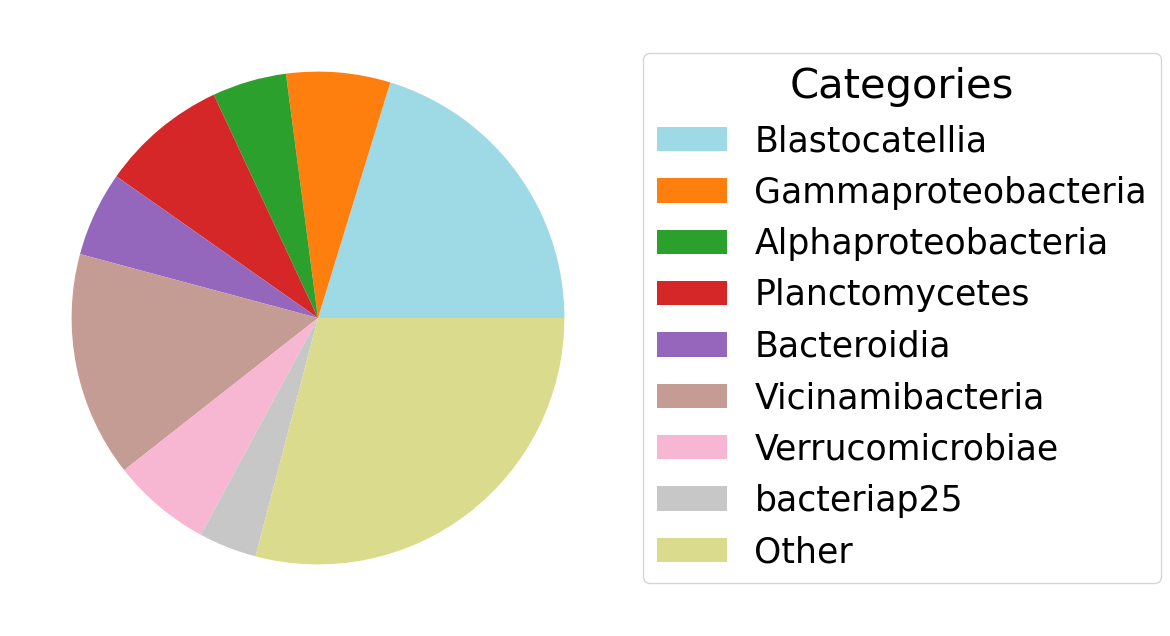 Categories
Blastocatellia
Gammaproteobacteria
Alphaproteobacteria
Planctomycetes
Bacteroidia
Vicinamibacteria
Verrucomicrobiae
bacteriap25
Other